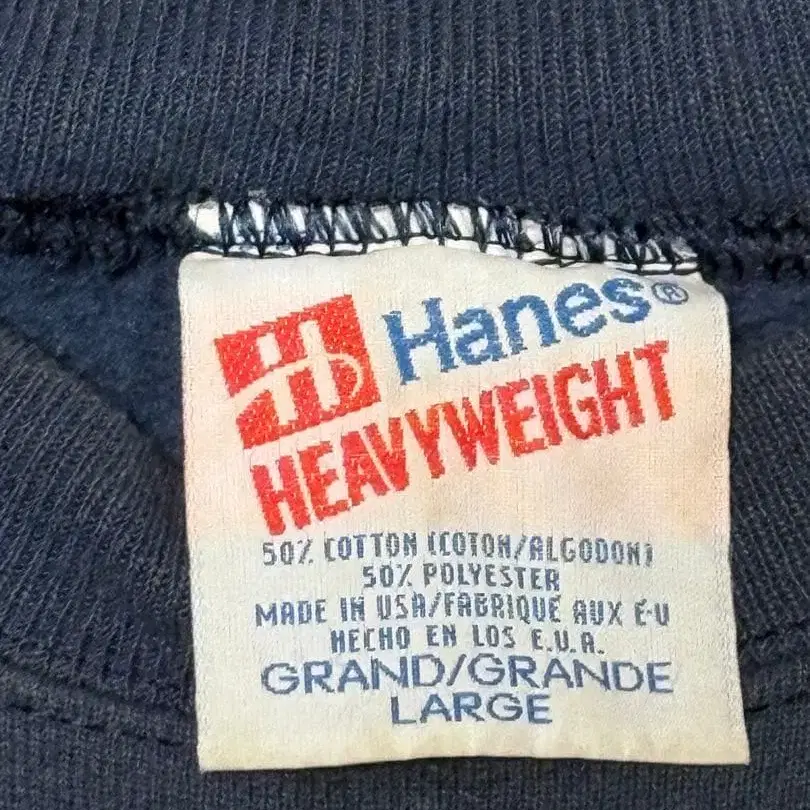 Hanes®
HEAVYWEIGHT
50% COTTON (COTON/ALGODON)
50% POLYESTER
MADE IN USA/FABRIQUE AUX É-U
HECHO EN LOS E.U.A.
GRAND/GRANDE
LARGE